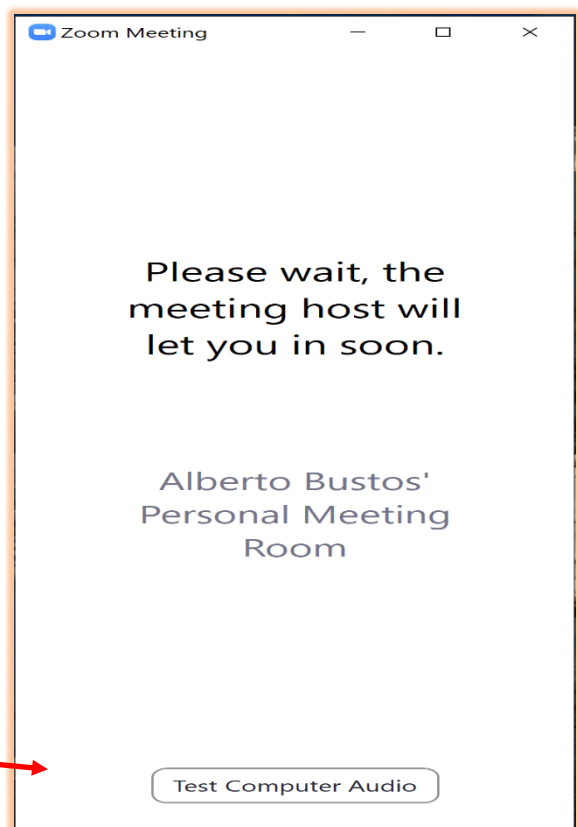 Zoom Meeting
Please wait, the
meeting host will
let you in soon.
Alberto Bustos'
Personal Meeting
Room
Test Computer Audio